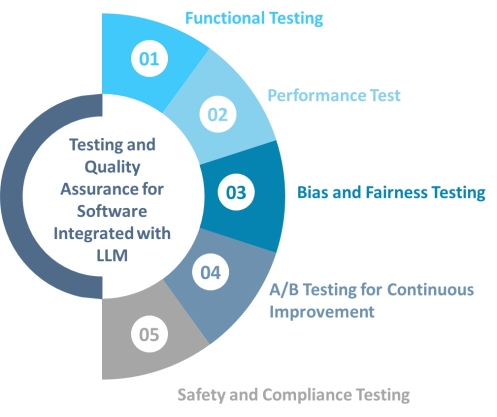 Functional Testing
01
Performance Test
02
Testing and
Quality
Assurance for
Software
Integrated with
LLM
03
Bias and Fairness Testing
04
A/B Testing for Continuous
Improvement
05
Safety and Compliance Testing